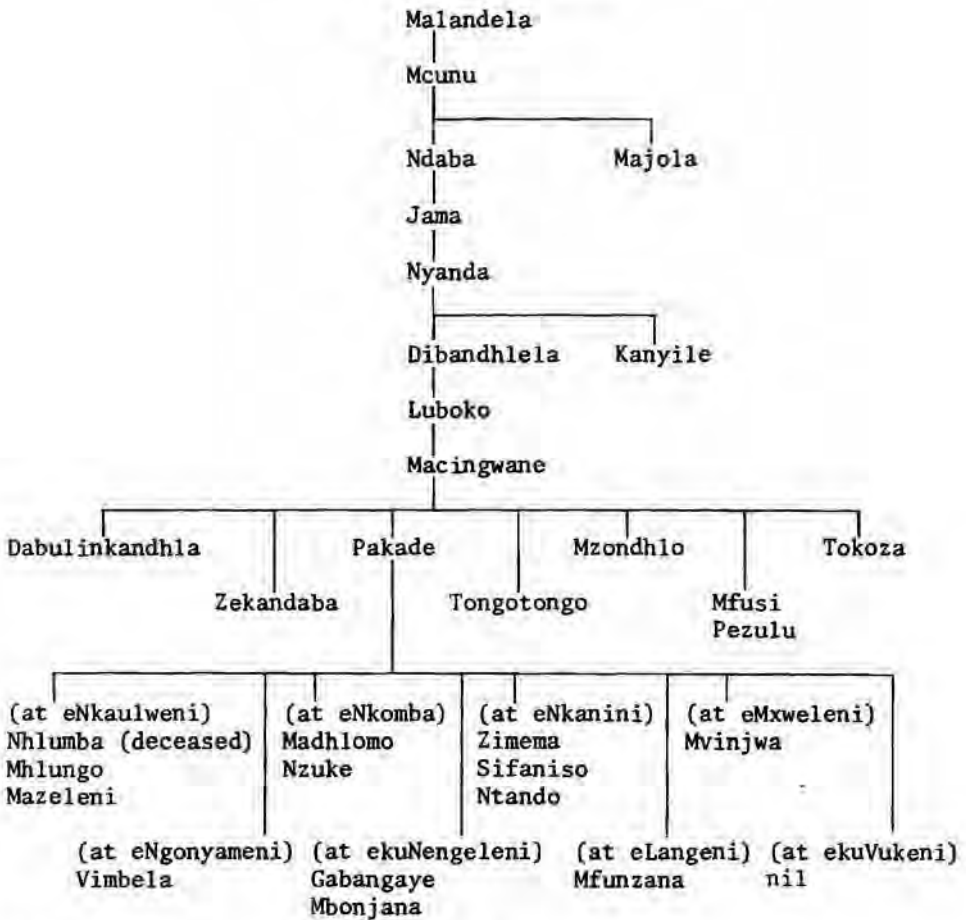 Malandela
Mcunu
Ndaba Majola
Jama
Nyanda
Dibandhlela Kanyile
Luboko
Macingwane
Dabulinkandhla Pakade Mzondhlo Tokoza
Zekandaba Tongotongo Mfusi
Pezulu
(at eNkaulweni) (at eNkomba) (at eNkanini) (at eMxweleni)
Nhlumba (deceased) Madhlomo Zimema Mvinjwa
Mhlungo Nzuke Sifaniso
Mazeleni Ntando
(at eNgonyameni) (at ekuNengeleni) (at eLangeni) (at ekuVukeni)
Vimbela Gabangaye Mfunzana nil
Mbonjana